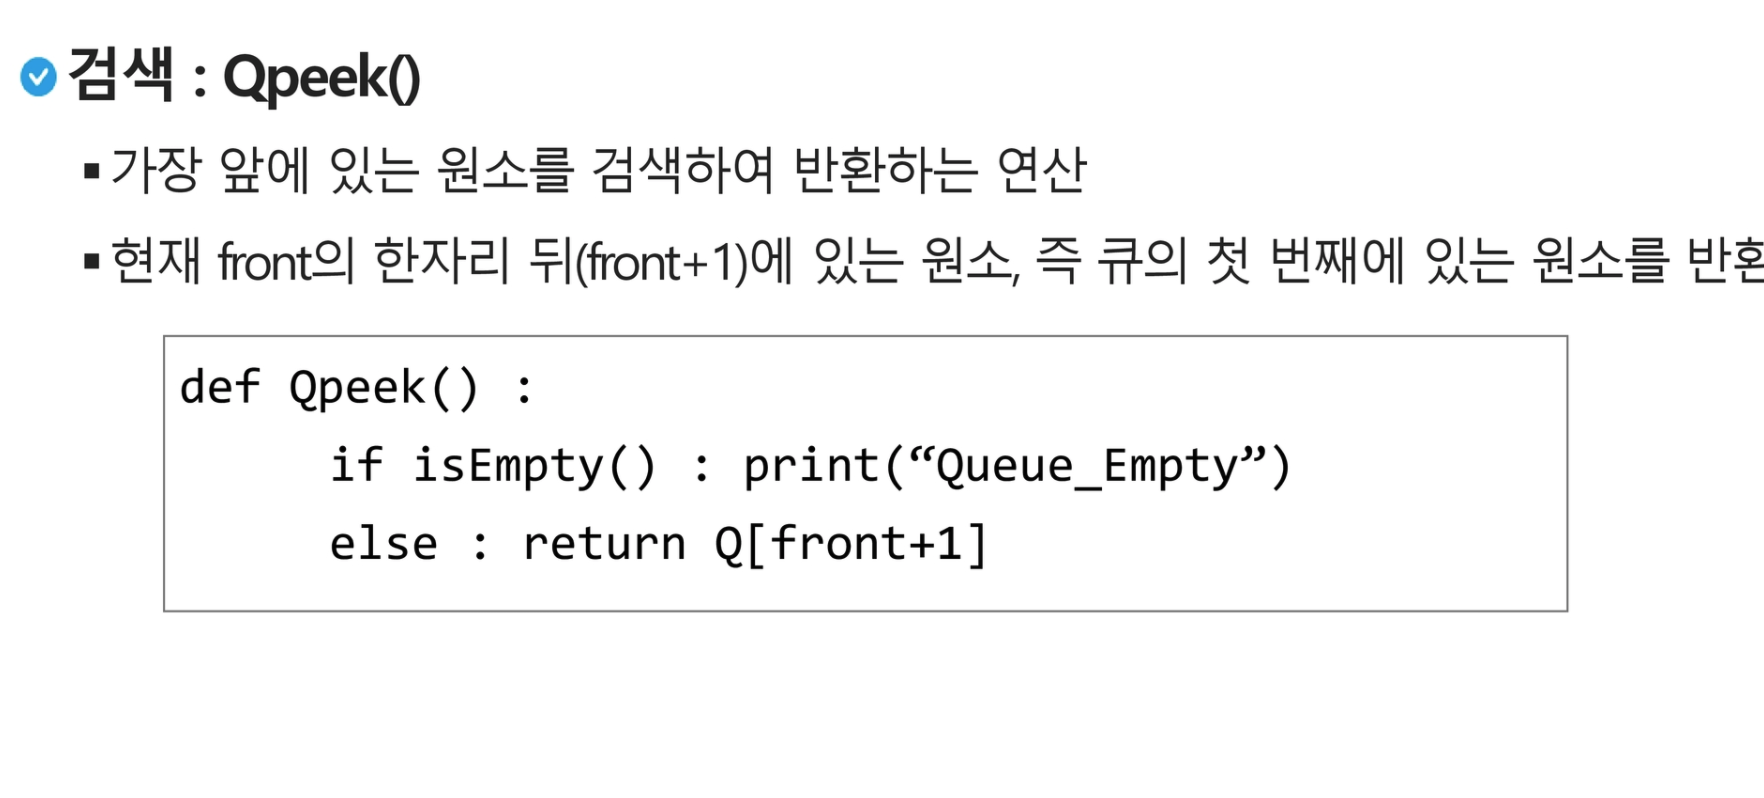 검색 : Qpeek()
▪ 가장 앞에 있는 원소를 검색하여 반환하는 연산
▪ 현재 front의 한자리 뒤(front+1)에 있는 원소, 즉 큐의 첫 번째에 있는 원소를 반환
def Qpeek() :
if isEmpty() : print(“Queue_Empty”)
else : return Q[front+1]